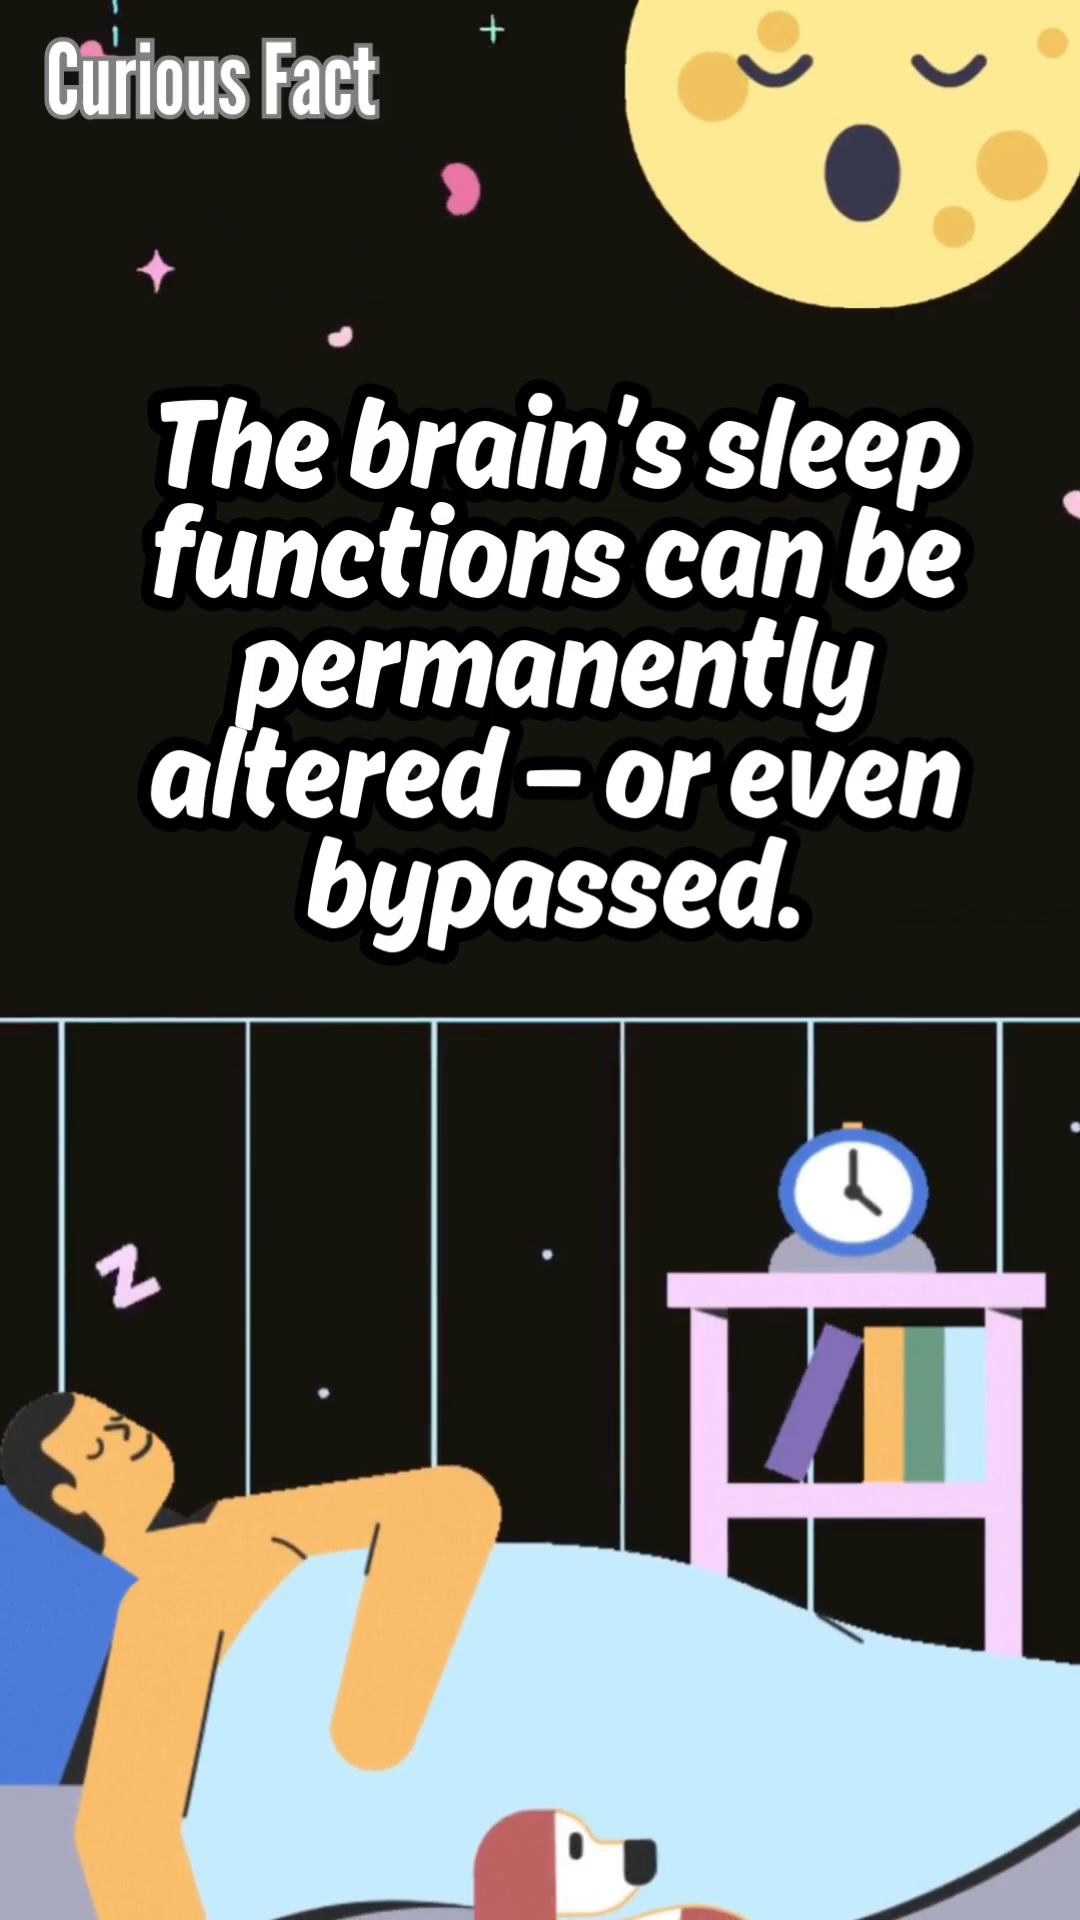 Curious Fact
The brain's sleep
functions can be
permanently
altered – or even
bypassed.
Z